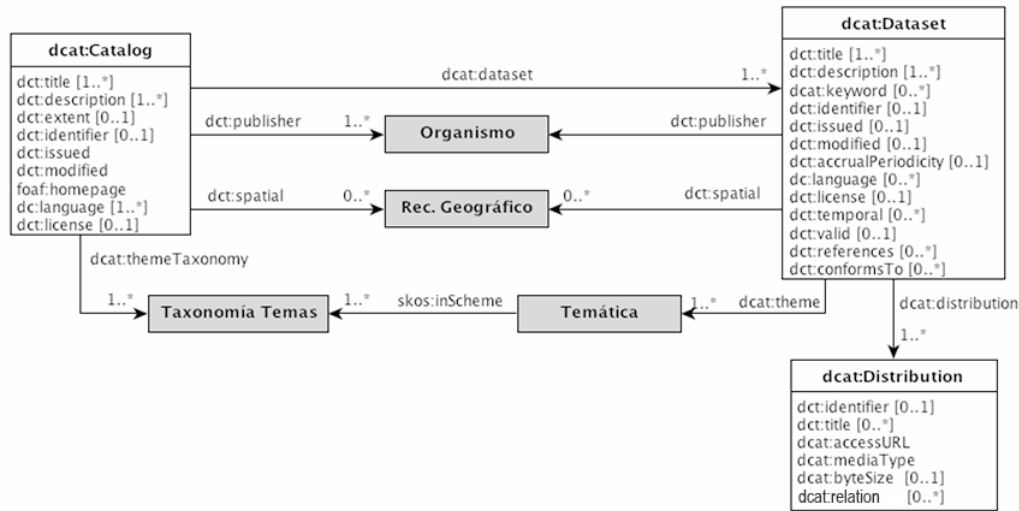 dcat:Catalog
dct:title [1..*]
dct:description [1..*]
dct:extent [0..1]
dct:identifier [0..1]
dct:issued
dct:modified
foaf:homepage
dc:language [1..*]
dct:license [0..1]
dcat:dataset
1..*
dct:publisher
1..*
Organismo
dct:publisher
dct:spatial
0..*
Rec. Geográfico
0..*
dct:spatial
dcat:Dataset
dct:title [1..*]
dct:description [1..*]
dcat:keyword [0..*]
dct:identifier [0..1]
dct:issued [0..1]
dct:modified [0..1]
dct:accrualPeriodicity [0..1]
dc:language [0..*]
dct:license [0..1]
dct:temporal [0..*]
dct:valid [0..1]
dct:references [0..*]
dct:conformsTo [0..*]
dcat:themeTaxonomy
1..*
Taxonomía Temas
1..*
skos:inScheme
Temática
1..*
dcat:theme
dcat:distribution
1..*
dcat:Distribution
dct:identifier [0..1]
dct:title [0..*]
dcat:accessURL
dcat:mediaType
dcat:byteSize [0..1]
dcat:relation [0..*]